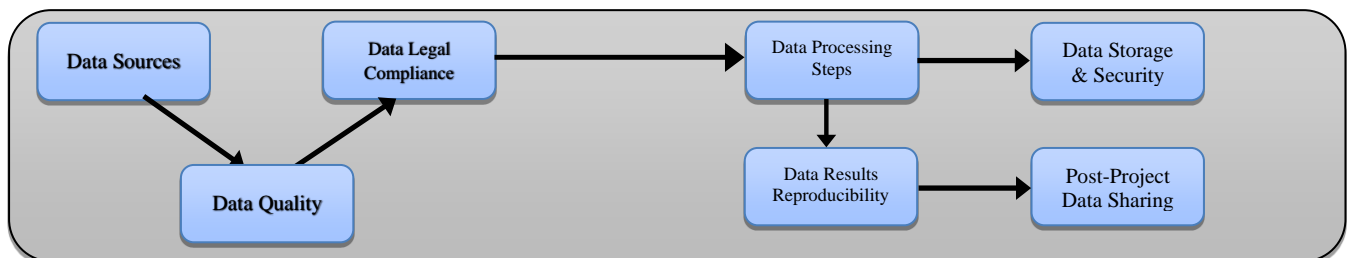 Data Sources
Data Quality
Data Legal
Compliance
Data Processing
Steps
Data Storage
& Security
Data Results
Reproducibility
Post-Project
Data Sharing